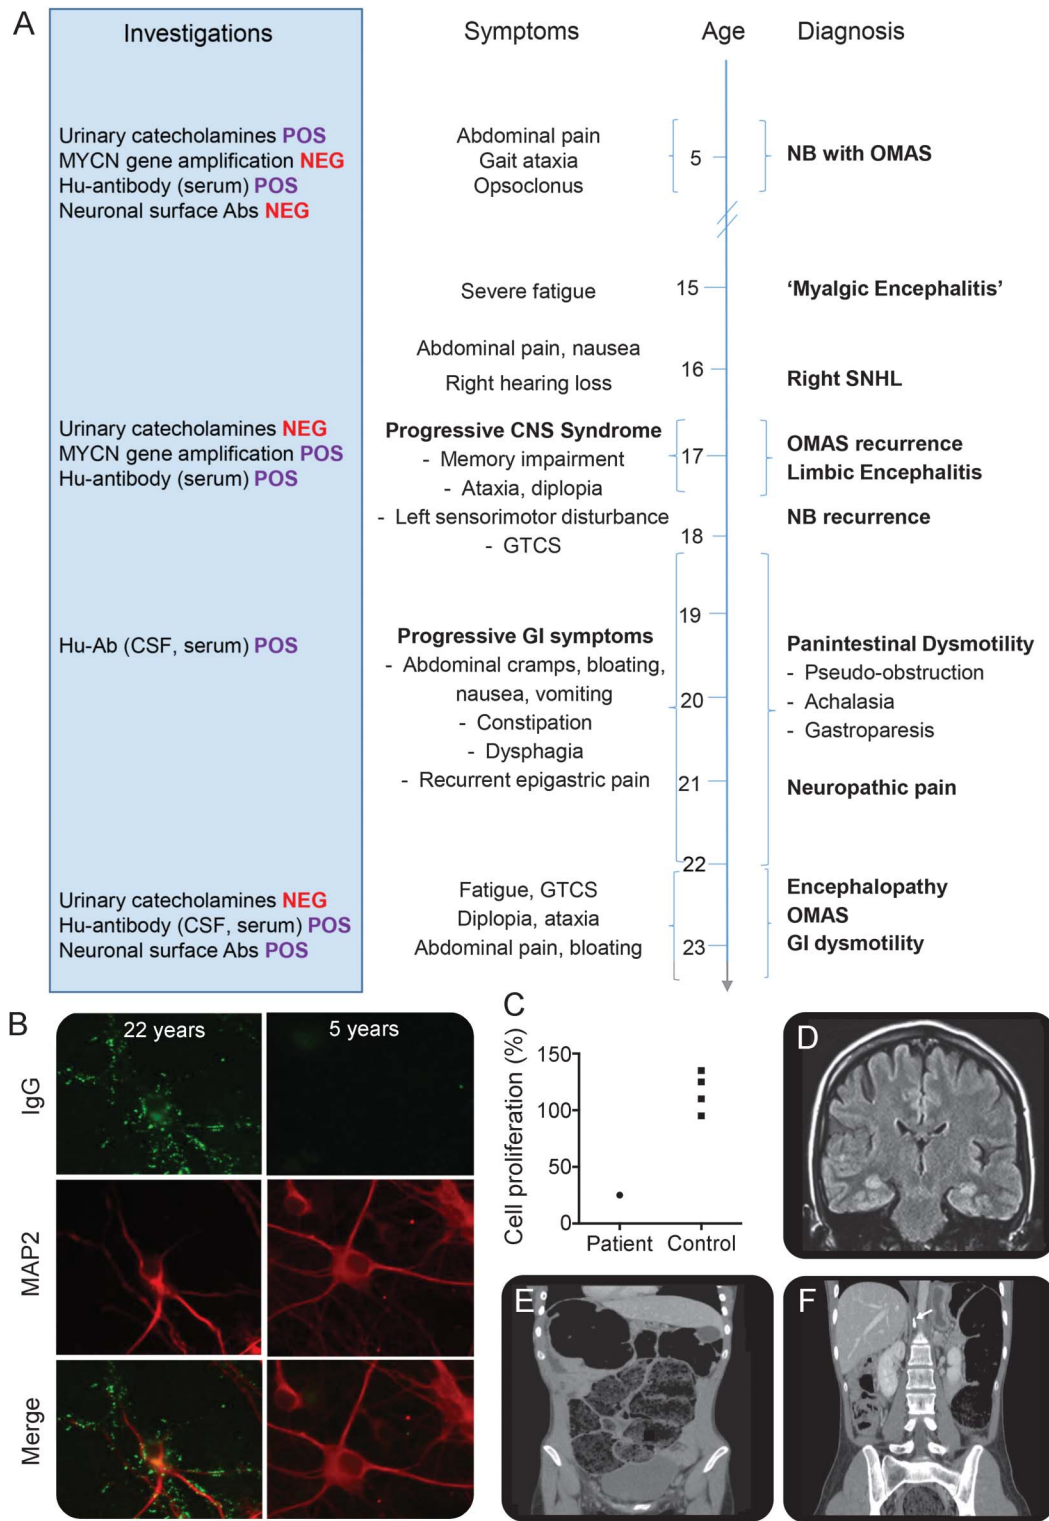 A
Investigations
Symptoms
Age
Diagnosis
Urinary catecholamines POS
MYCN gene amplification NEG
Hu-antibody (serum) POS
Neuronal surface Abs NEG
Abdominal pain
Gait ataxia
Opsoclonus
5
NB with OMAS
Severe fatigue
15
‘Myalgic Encephalitis’
Abdominal pain, nausea
Right hearing loss
16
Right SNHL
Urinary catecholamines NEG
MYCN gene amplification POS
Hu-antibody (serum) POS
Progressive CNS Syndrome
- Memory impairment
- Ataxia, diplopia
- Left sensorimotor disturbance
- GTCS
17
OMAS recurrence
Limbic Encephalitis
NB recurrence
18
19
Hu-Ab (CSF, serum) POS
Progressive GI symptoms
- Abdominal cramps, bloating,
nausea, vomiting
- Constipation
- Dysphagia
- Recurrent epigastric pain
20
21
Panintestinal Dysmotility
- Pseudo-obstruction
- Achalasia
- Gastroparesis
Neuropathic pain
22
Urinary catecholamines NEG
Hu-antibody (CSF, serum) POS
Neuronal surface Abs POS
Fatigue, GTCS
Diplopia, ataxia
Abdominal pain, bloating
23
Encephalopathy
OMAS
GI dysmotility
B
22 years
5 years
IgG
MAP2
Merge
C
Cell proliferation (%)
150
100
50
0
Patient
Control
D
E
F